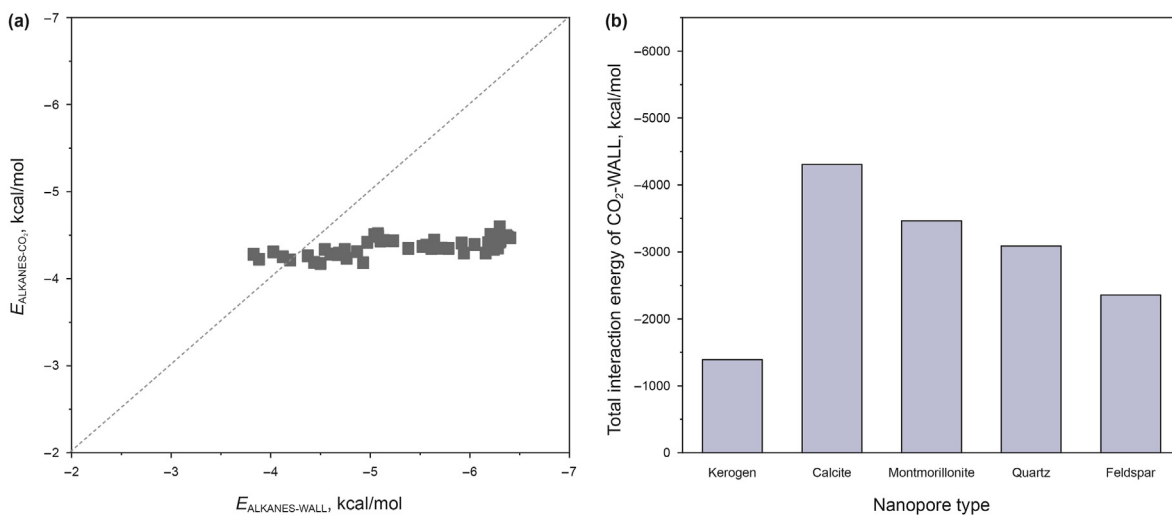 (a)
–7
–6
–5
–4
–3
–2
E_ALKANES-CO₂, kcal/mol
–2
–3
–4
–5
–6
–7
E_ALKANES-WALL, kcal/mol
(b)
–6000
–5000
–4000
–3000
–2000
–1000
0
Total interaction energy of CO₂-WALL, kcal/mol
Kerogen
Calcite
Montmorillonite
Quartz
Feldspar
Nanopore type